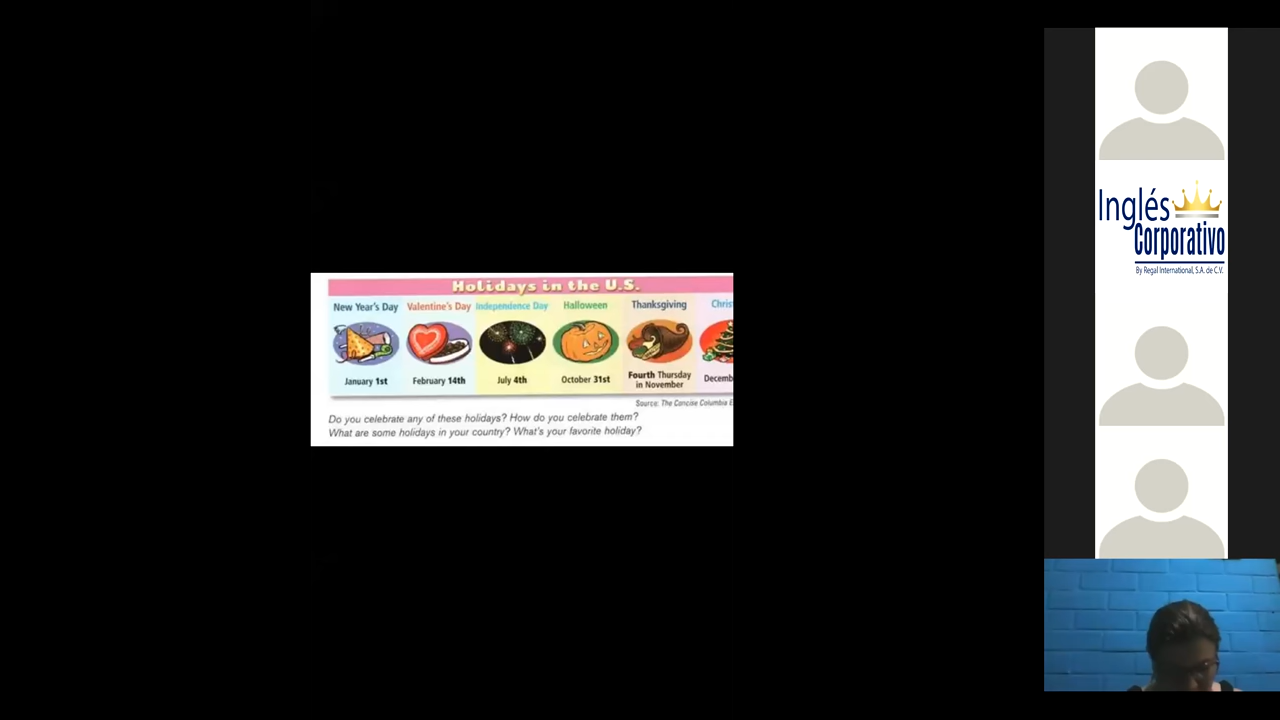 Holidays in the U.S.
New Year's Day Valentine's Day Independence Day Halloween Thanksgiving Christ
January 1st February 14th July 4th October 31st Fourth Thursday in November Decemb
Source: The Concise Columbia E
Do you celebrate any of these holidays? How do you celebrate them?
What are some holidays in your country? What's your favorite holiday?
Inglés
Corporativo
By Regal International, S.A. de C.V.